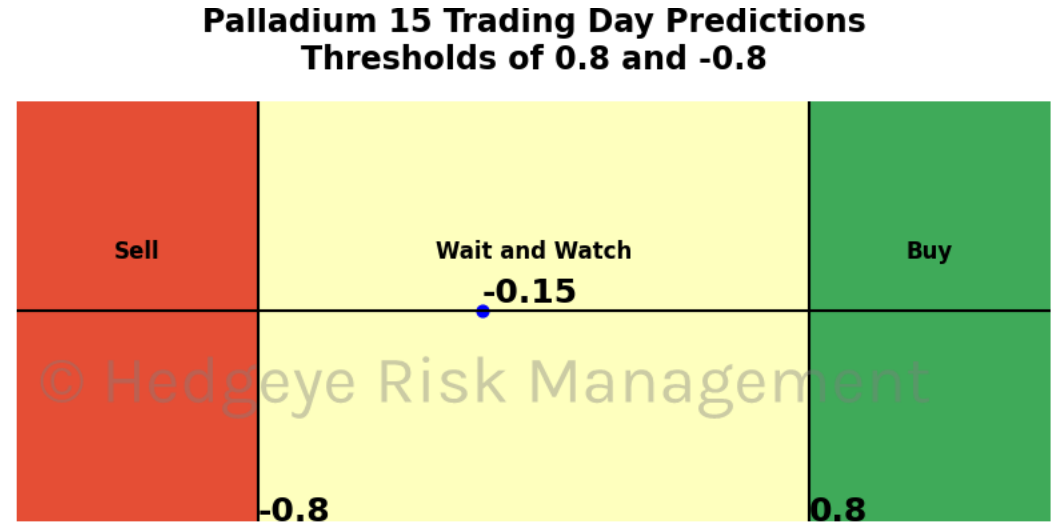 Palladium 15 Trading Day Predictions
Thresholds of 0.8 and -0.8
Sell
Wait and Watch
Buy
-0.15
© Hedgeye Risk Management
-0.8
0.8